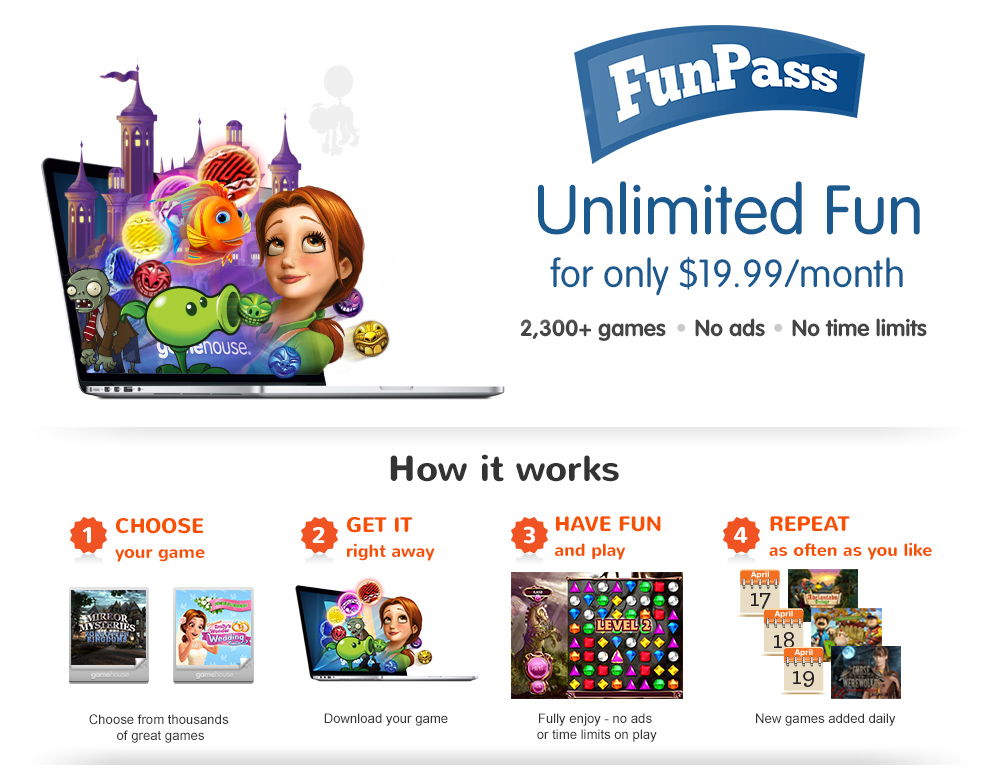 FunPass
Unlimited Fun
for only $19.99/month
2,300+ games • No ads • No time limits
gamehouse
How it works
1 CHOOSE
your game
2 GET IT
right away
3 HAVE FUN
and play
4 REPEAT
as often as you like
MIRROR
MYSTERIES
gamehouse
Wedding
gamehouse
LEVEL 2
April
17
April
18
April
19
CURSE
WEREWOLVES
Choose from thousands
of great games
Download your game
Fully enjoy - no ads
or time limits on play
New games added daily